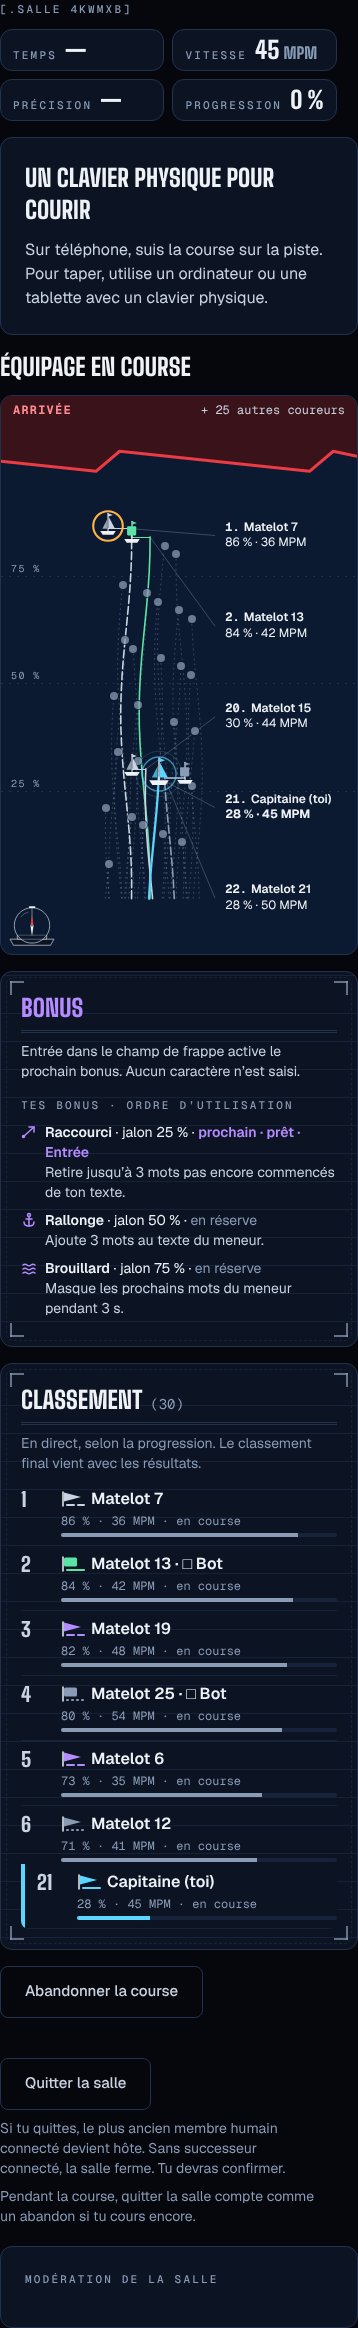 [.SALLE 4KWMXB]
TEMPS —
VITESSE 45 MPM
PRÉCISION —
PROGRESSION 0 %
UN CLAVIER PHYSIQUE POUR
COURIR
Sur téléphone, suis la course sur la piste.
Pour taper, utilise un ordinateur ou une
tablette avec un clavier physique.
ÉQUIPAGE EN COURSE
ARRIVÉE
+ 25 autres coureurs
1. Matelot 7
86 % · 36 MPM
75 %
2. Matelot 13
84 % · 42 MPM
50 %
20. Matelot 15
30 % · 44 MPM
25 %
21. Capitaine (toi)
28 % · 45 MPM
22. Matelot 21
28 % · 50 MPM
BONUS
Entrée dans le champ de frappe active le
prochain bonus. Aucun caractère n'est saisi.
TES BONUS · ORDRE D'UTILISATION
Raccourci · jalon 25 % · prochain · prêt ·
Entrée
Retire jusqu'à 3 mots pas encore commencés
de ton texte.
Rallonge · jalon 50 % · en réserve
Ajoute 3 mots au texte du meneur.
Brouillard · jalon 75 % · en réserve
Masque les prochains mots du meneur
pendant 3 s.
CLASSEMENT (30)
En direct, selon la progression. Le classement
final vient avec les résultats.
1 Matelot 7
86 % · 36 MPM · en course
2 Matelot 13 · □ Bot
84 % · 42 MPM · en course
3 Matelot 19
82 % · 48 MPM · en course
4 Matelot 25 · □ Bot
80 % · 54 MPM · en course
5 Matelot 6
73 % · 35 MPM · en course
6 Matelot 12
71 % · 41 MPM · en course
21 Capitaine (toi)
28 % · 45 MPM · en course
Abandonner la course
Quitter la salle
Si tu quittes, le plus ancien membre humain
connecté devient hôte. Sans successeur
connecté, la salle ferme. Tu devras confirmer.
Pendant la course, quitter la salle compte comme
un abandon si tu cours encore.
MODÉRATION DE LA SALLE